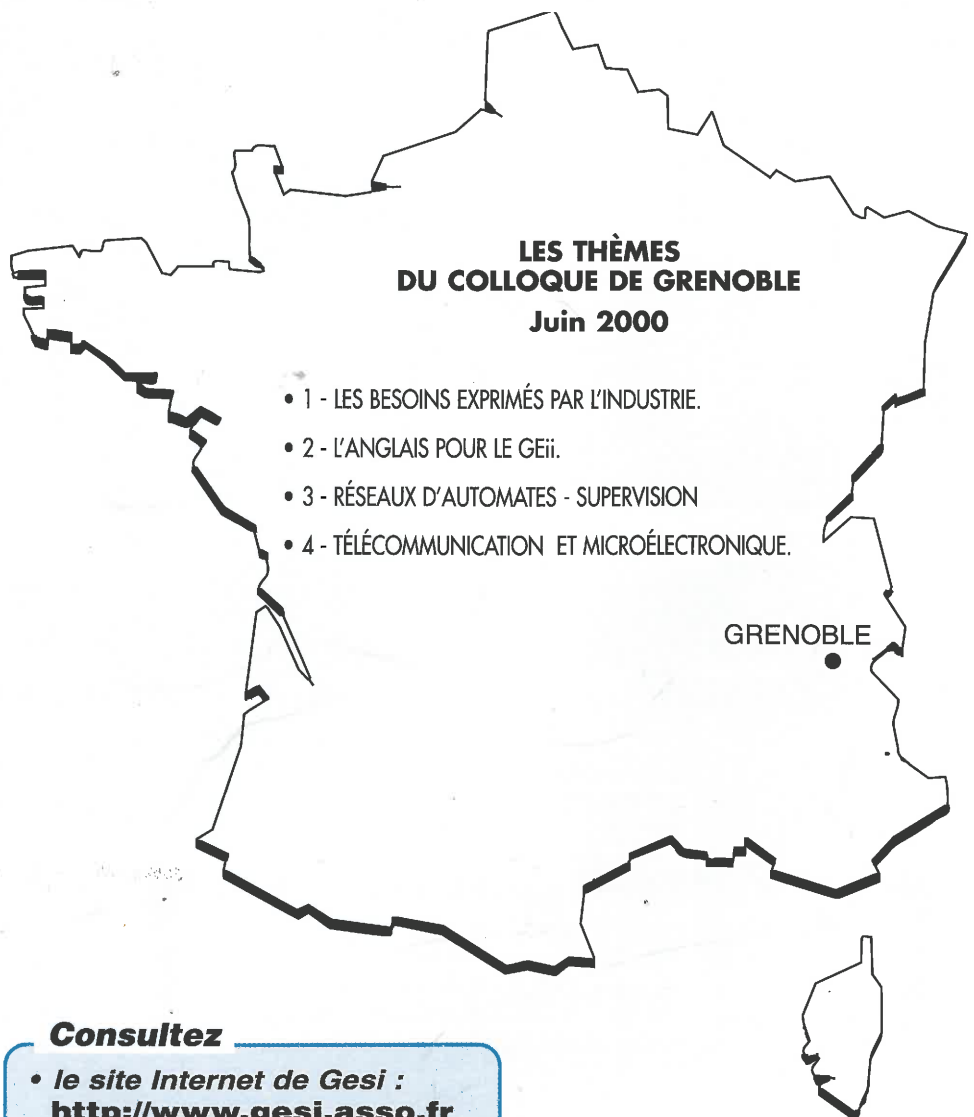 LES THÈMES
DU COLLOQUE DE GRENOBLE
Juin 2000
• 1 - LES BESOINS EXPRIMÉS PAR L'INDUSTRIE.
• 2 - L'ANGLAIS POUR LE GEii.
• 3 - RÉSEAUX D'AUTOMATES - SUPERVISION
• 4 - TÉLÉCOMMUNICATION ET MICROÉLECTRONIQUE.
GRENOBLE
Consultez
• le site Internet de Gesi :
http://www.gesi.asso.fr